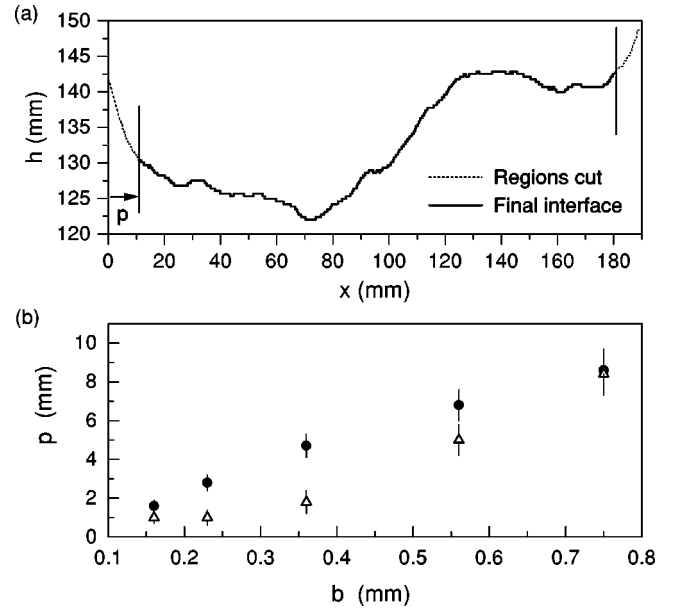 (a)
150
145
140
135
130
125
120
h (mm)
p
Regions cut
Final interface
0 20 40 60 80 100 120 140 160 180
x (mm)
(b)
10
8
6
4
2
0
p (mm)
0.1 0.2 0.3 0.4 0.5 0.6 0.7 0.8
b (mm)